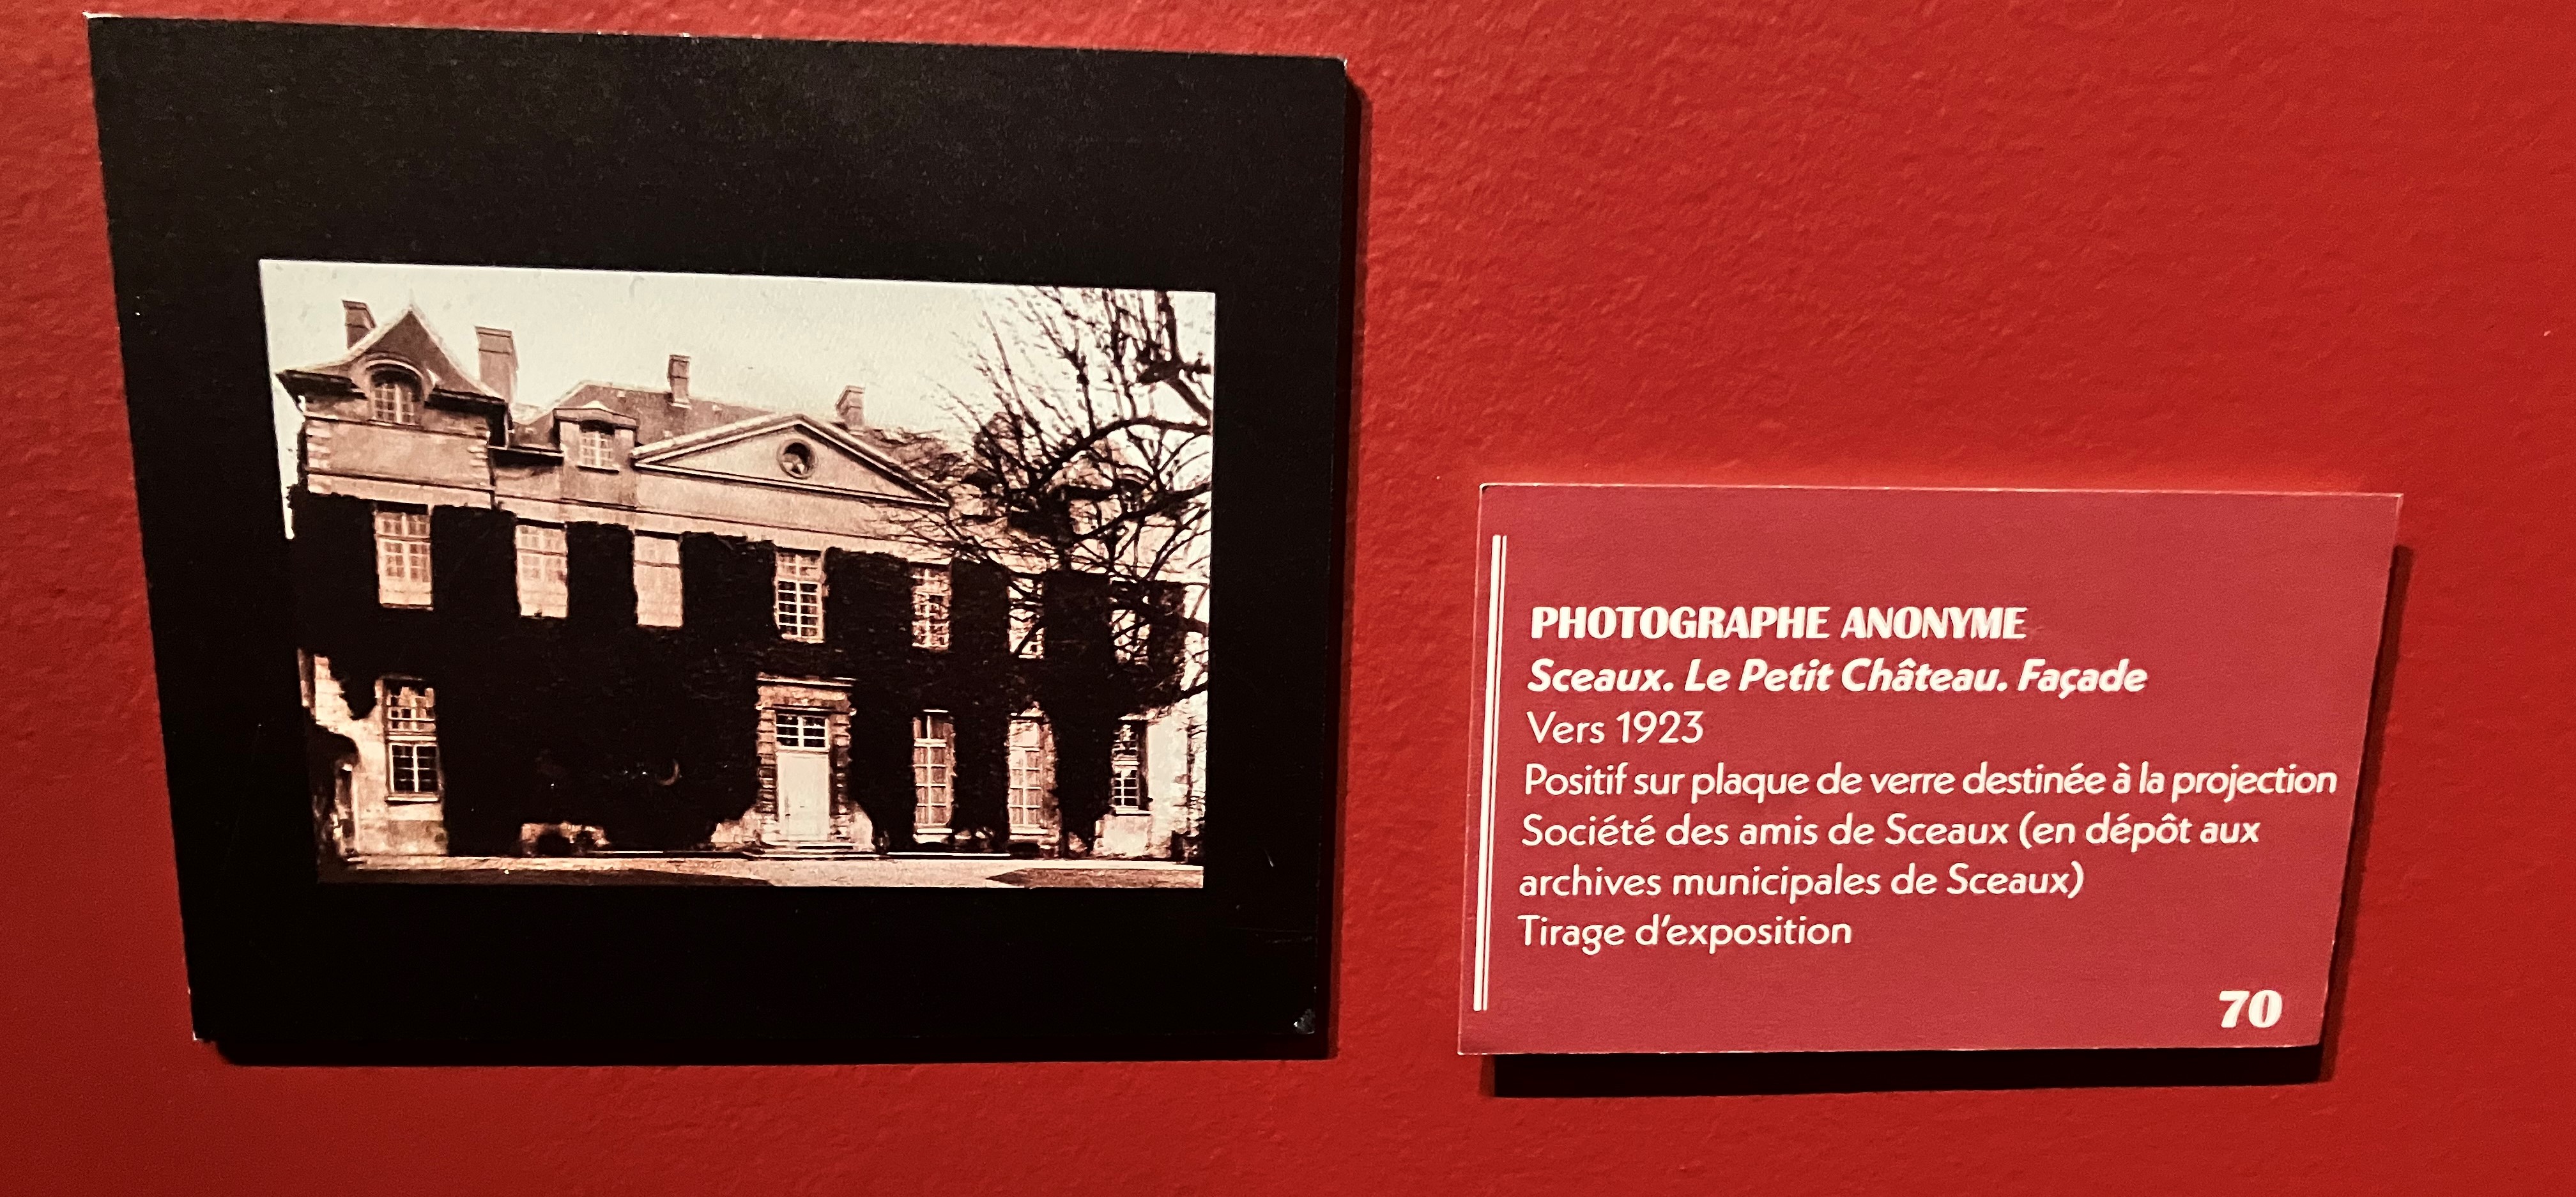 PHOTOGRAPHE ANONYME
Sceaux. Le Petit Château. Façade
Vers 1923
Positif sur plaque de verre destinée à la projection
Société des amis de Sceaux (en dépôt aux
archives municipales de Sceaux)
Tirage d'exposition
70